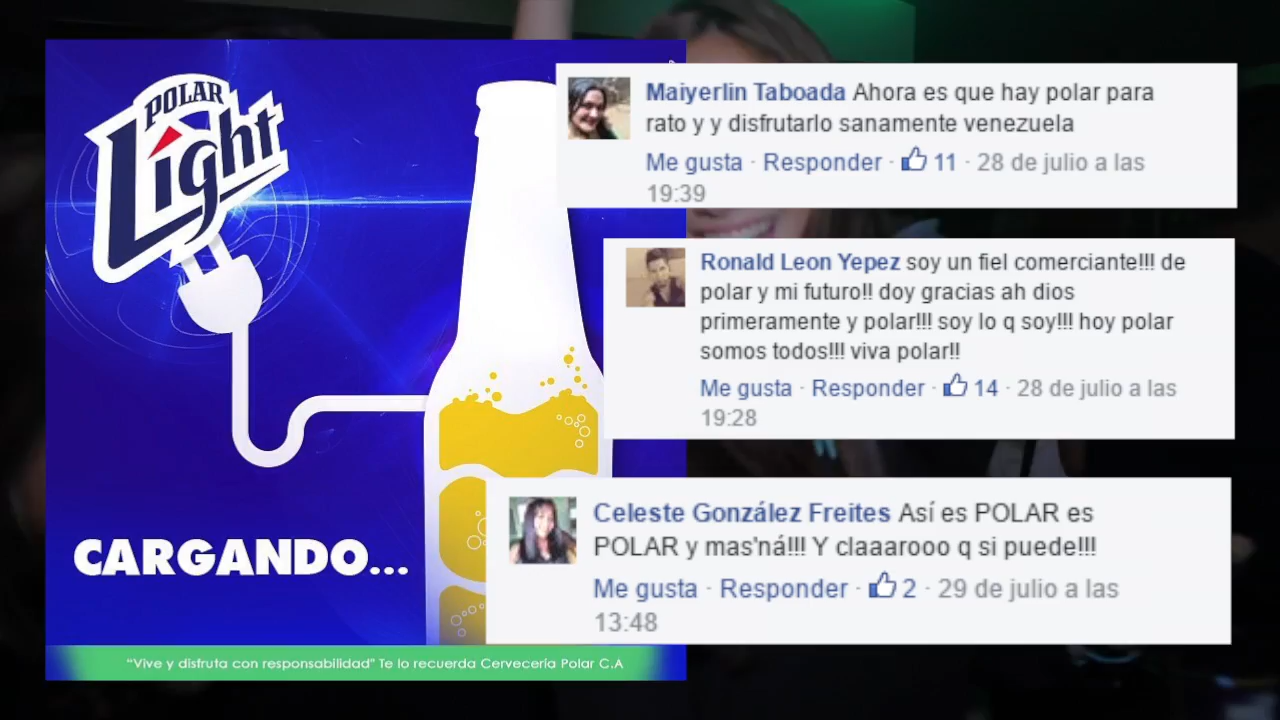 POLAR
Light
CARGANDO...
“Vive y disfruta con responsabilidad” Te lo recuerda Cervecería Polar C.A
Maiyerlin Taboada Ahora es que hay polar para
rato y y disfrutarlo sanamente venezuela
Me gusta · Responder · 11 · 28 de julio a las
19:39
Ronald Leon Yepez soy un fiel comerciante!!! de
polar y mi futuro!! doy gracias ah dios
primeramente y polar!!! soy lo q soy!!! hoy polar
somos todos!!! viva polar!!
Me gusta · Responder · 14 · 28 de julio a las
19:28
Celeste González Freites Así es POLAR es
POLAR y mas'ná!!! Y claaarooo q si puede!!!
Me gusta · Responder · 2 · 29 de julio a las
13:48